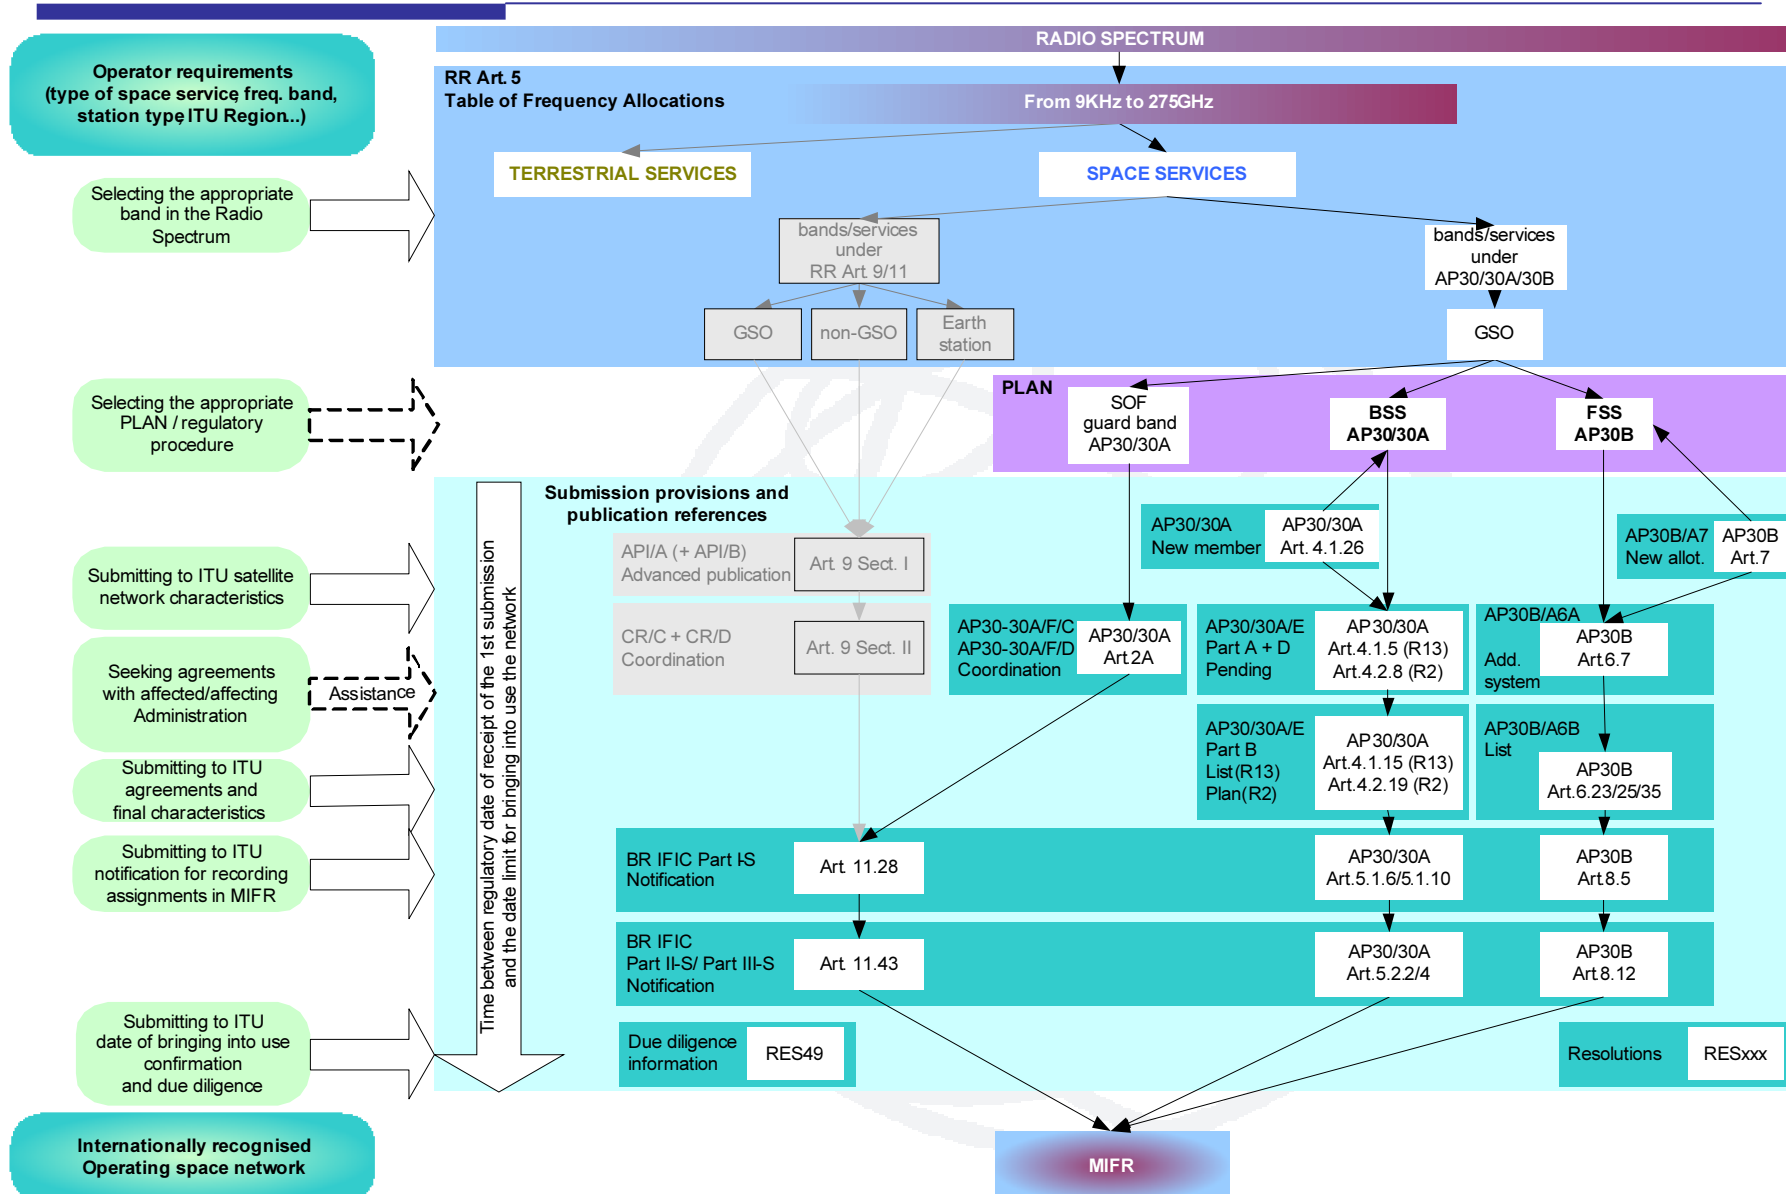 RADIO SPECTRUM
Operator requirements
(type of space service, freq. band,
station type, ITU Region...)
RR Art. 5
Table of Frequency Allocations
From 9KHz to 275GHz
TERRESTRIAL SERVICES
SPACE SERVICES
Selecting the appropriate
band in the Radio
Spectrum
bands/services
under
RR Art. 9/11
bands/services
under
AP30/30A/30B
GSO
non-GSO
Earth
station
GSO
Selecting the appropriate
PLAN / regulatory
procedure
PLAN
SOF
guard band
AP30/30A
BSS
AP30/30A
FSS
AP30B
Time between regulatory date of receipt of the 1st submission
and the date limit for bringing into use the network
Submission provisions and
publication references
AP30/30A
New member
AP30/30A
Art. 4.1.26
AP30B/A7
New allot.
AP30B
Art.7
Submitting to ITU satellite
network characteristics
API/A (+ API/B)
Advanced publication
Art. 9 Sect. I
Seeking agreements
with affected/affecting
Administration
Assistance
CR/C + CR/D
Coordination
Art. 9 Sect. II
AP30-30A/F/C
AP30-30A/F/D
Coordination
AP30/30A
Art.2A
AP30/30A/E
Part A + D
Pending
AP30/30A
Art.4.1.5 (R13)
Art.4.2.8 (R2)
AP30B/A6A
Add.
system
AP30B
Art.6.7
Submitting to ITU
agreements and
final characteristics
AP30/30A/E
Part B
List(R13)
Plan(R2)
AP30/30A
Art.4.1.15 (R13)
Art.4.2.19 (R2)
AP30B/A6B
List
AP30B
Art.6.23/25/35
Submitting to ITU
notification for recording
assignments in MIFR
BR IFIC Part I-S
Notification
Art. 11.28
AP30/30A
Art.5.1.6/5.1.10
AP30B
Art.8.5
BR IFIC
Part II-S/ Part III-S
Notification
Art. 11.43
AP30/30A
Art.5.2.2/4
AP30B
Art.8.12
Submitting to ITU
date of bringing into use
confirmation
and due diligence
Due diligence
information
RES49
Resolutions
RESxxx
Internationally recognised
Operating space network
MIFR